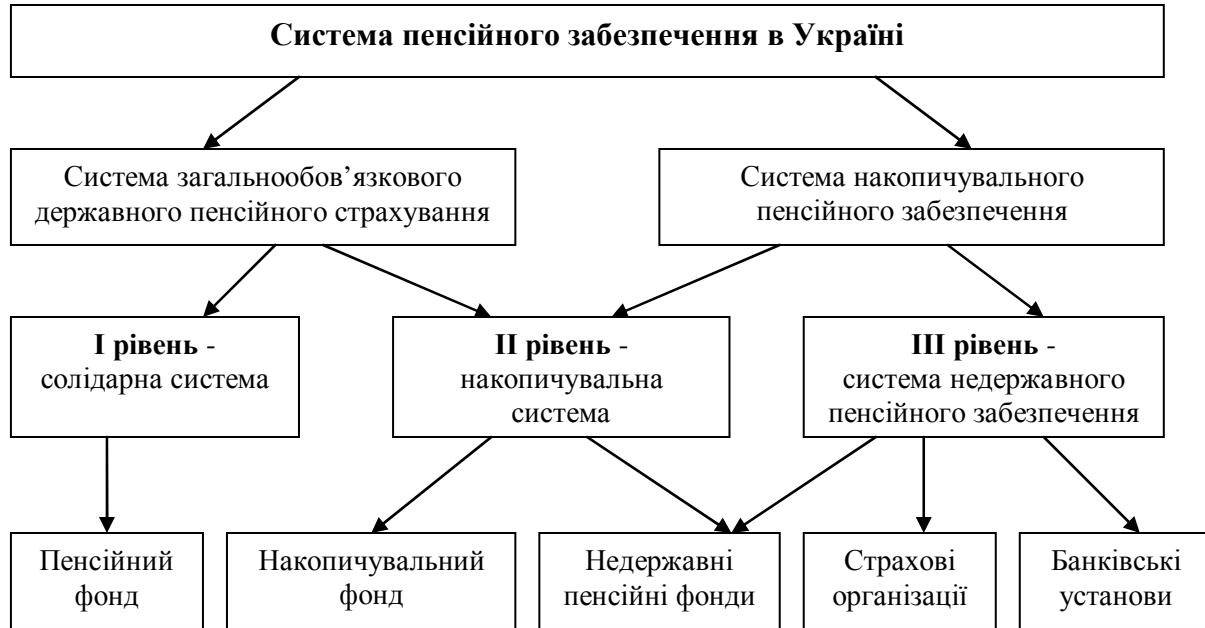 Система пенсійного забезпечення в Україні
Система загальнообов’язкового
державного пенсійного страхування
Система накопичувального
пенсійного забезпечення
І рівень -
солідарна система
ІІ рівень -
накопичувальна
система
ІІІ рівень -
система недержавного
пенсійного забезпечення
Пенсійний
фонд
Накопичувальний
фонд
Недержавні
пенсійні фонди
Страхові
організації
Банківські
установи